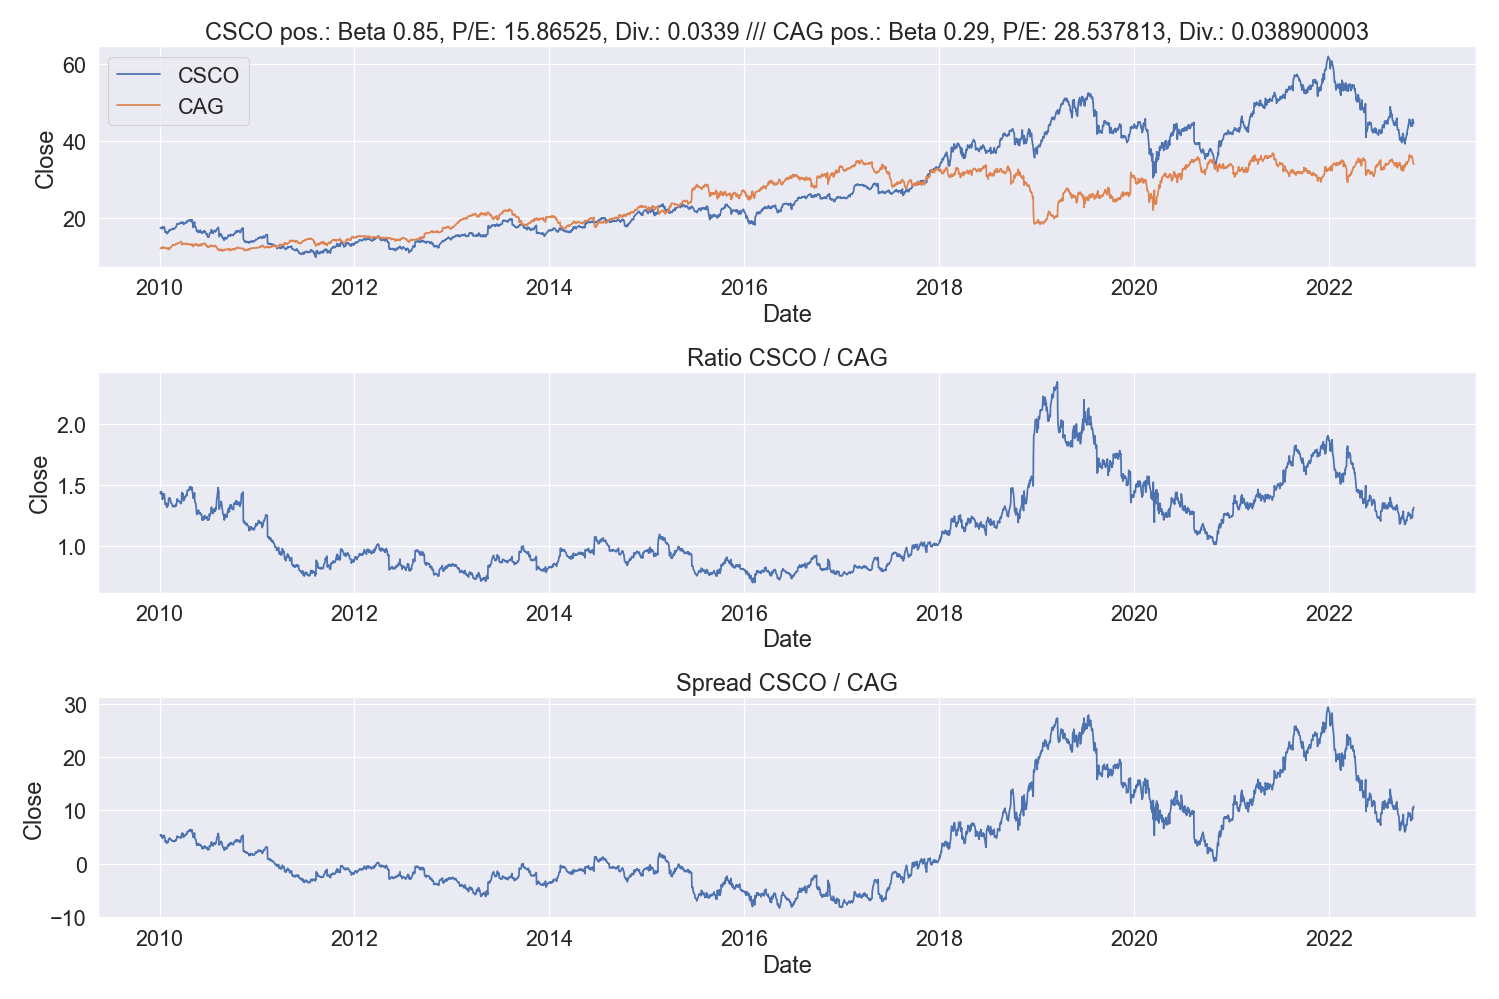 CSCO pos.: Beta 0.85, P/E: 15.86525, Div.: 0.0339 /// CAG pos.: Beta 0.29, P/E: 28.537813, Div.: 0.038900003
CSCO
CAG
60
40
20
Close
2010 2012 2014 2016 2018 2020 2022
Date
Ratio CSCO / CAG
2.0
1.5
1.0
Close
2010 2012 2014 2016 2018 2020 2022
Date
Spread CSCO / CAG
30
20
10
0
−10
Close
2010 2012 2014 2016 2018 2020 2022
Date